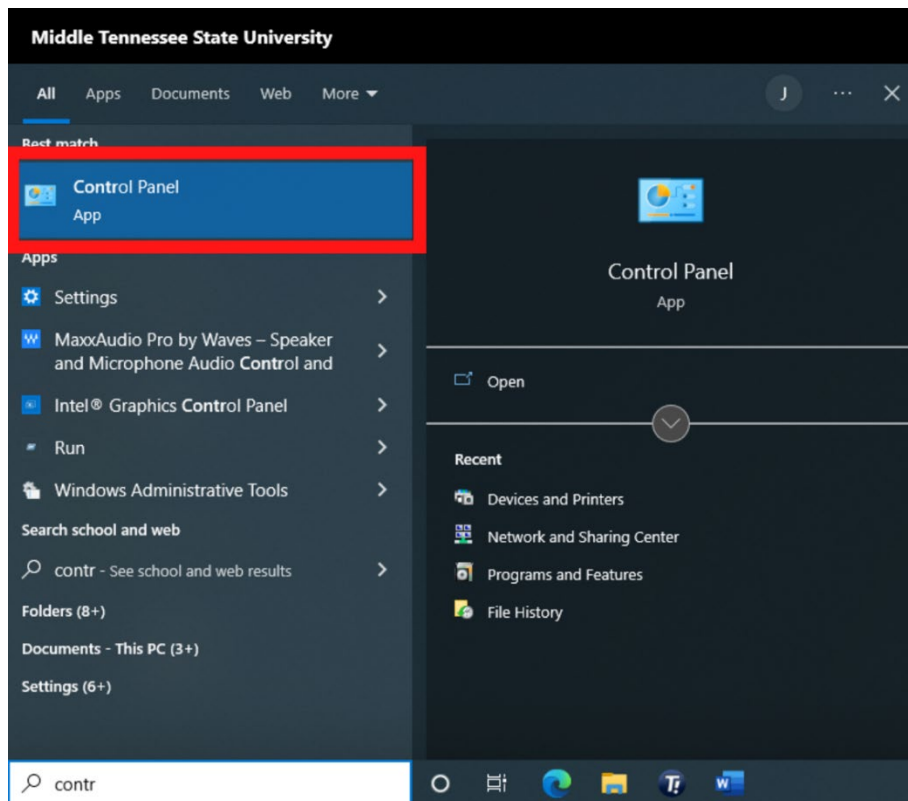 Middle Tennessee State University
All Apps Documents Web More J ...
Best match
Control Panel
App
Apps
Settings
MaxxAudio Pro by Waves – Speaker
and Microphone Audio Control and
Intel® Graphics Control Panel
Run
Windows Administrative Tools
Search school and web
contr - See school and web results
Folders (8+)
Documents - This PC (3+)
Settings (6+)
contr
Control Panel
App
Open
Recent
Devices and Printers
Network and Sharing Center
Programs and Features
File History